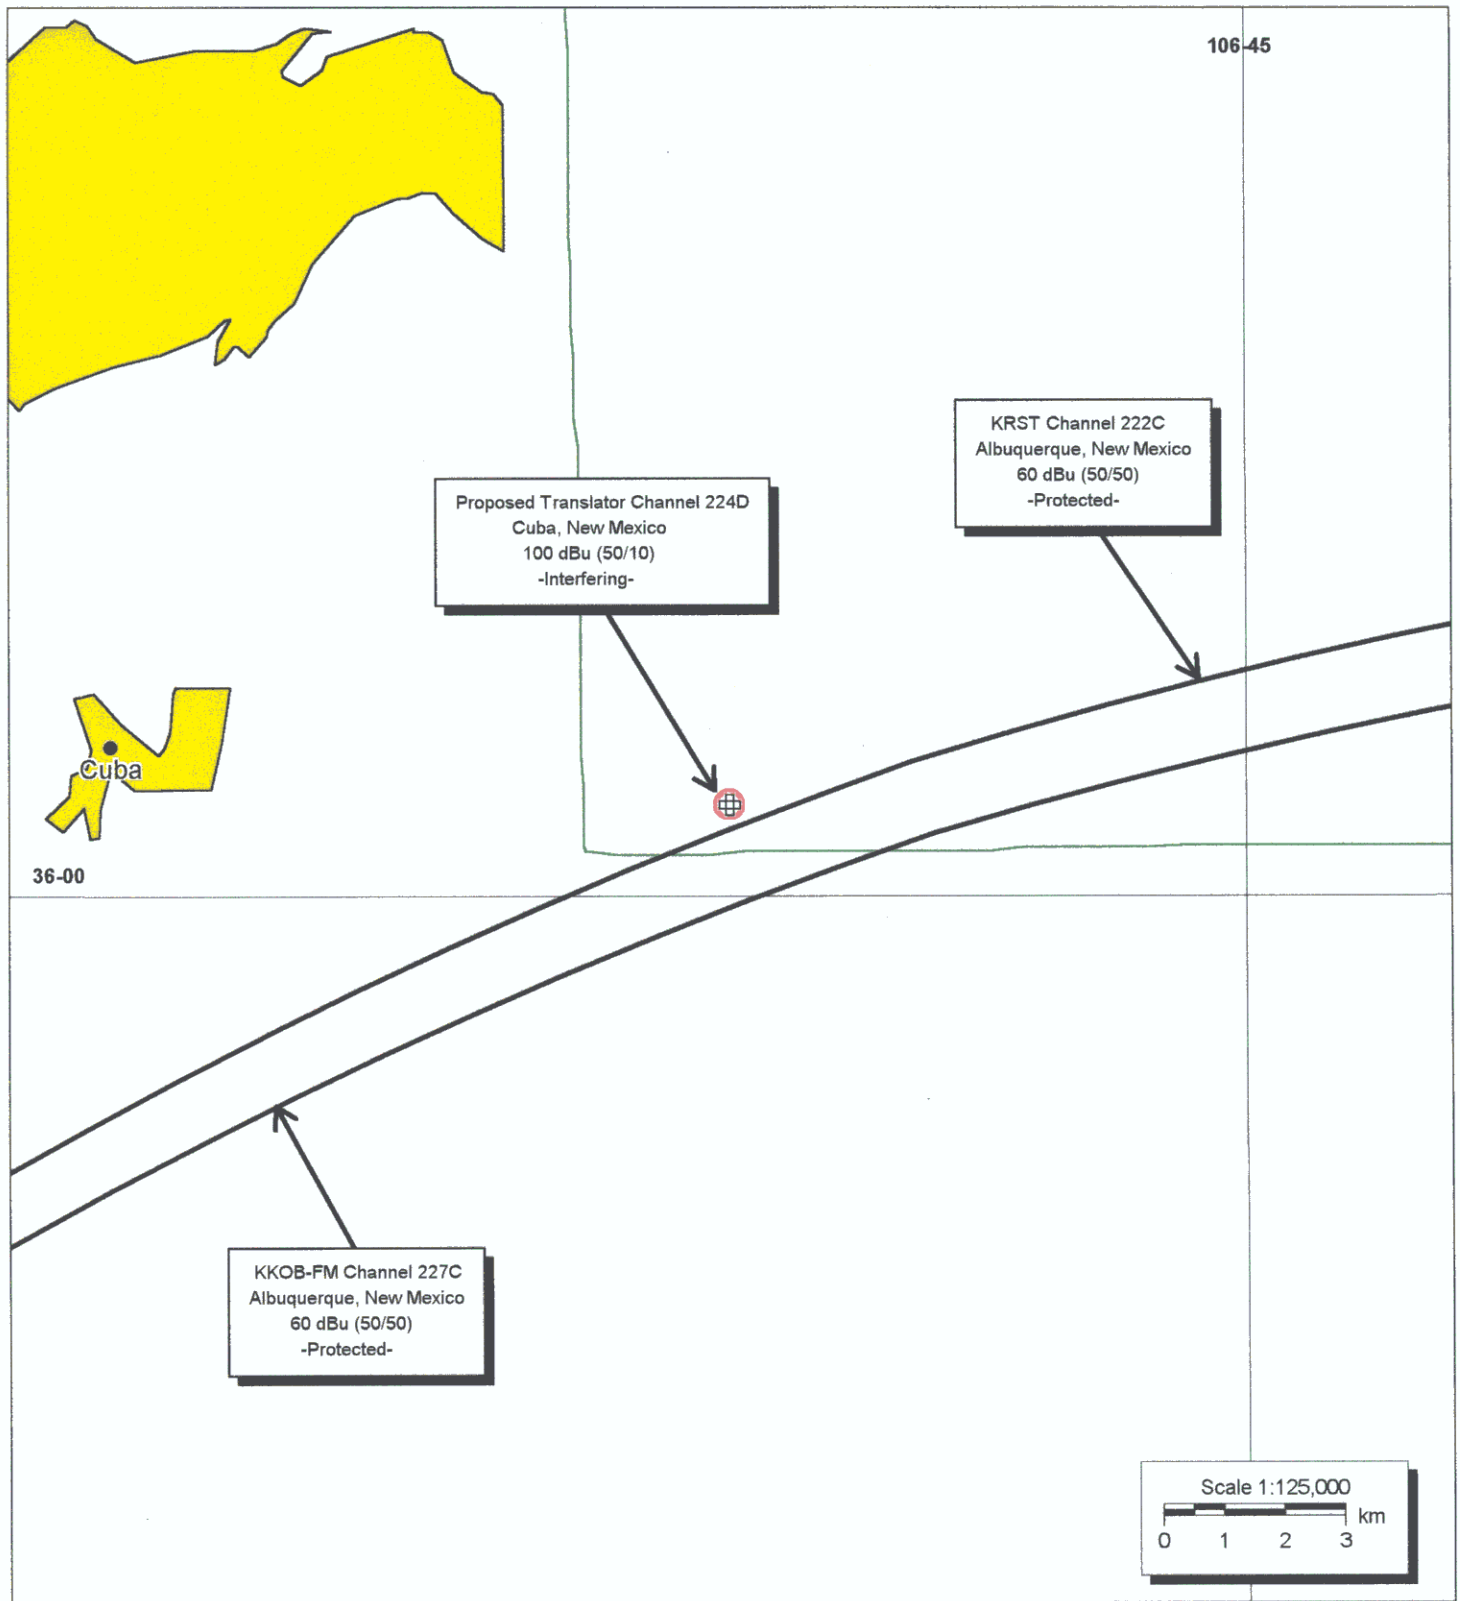 106-45
KRST Channel 222C
Albuquerque, New Mexico
60 dBu (50/50)
-Protected-
Proposed Translator Channel 224D
Cuba, New Mexico
100 dBu (50/10)
-Interfering-
Cuba
36-00
KKOB-FM Channel 227C
Albuquerque, New Mexico
60 dBu (50/50)
-Protected-
Scale 1:125,000
km
0 1 2 3